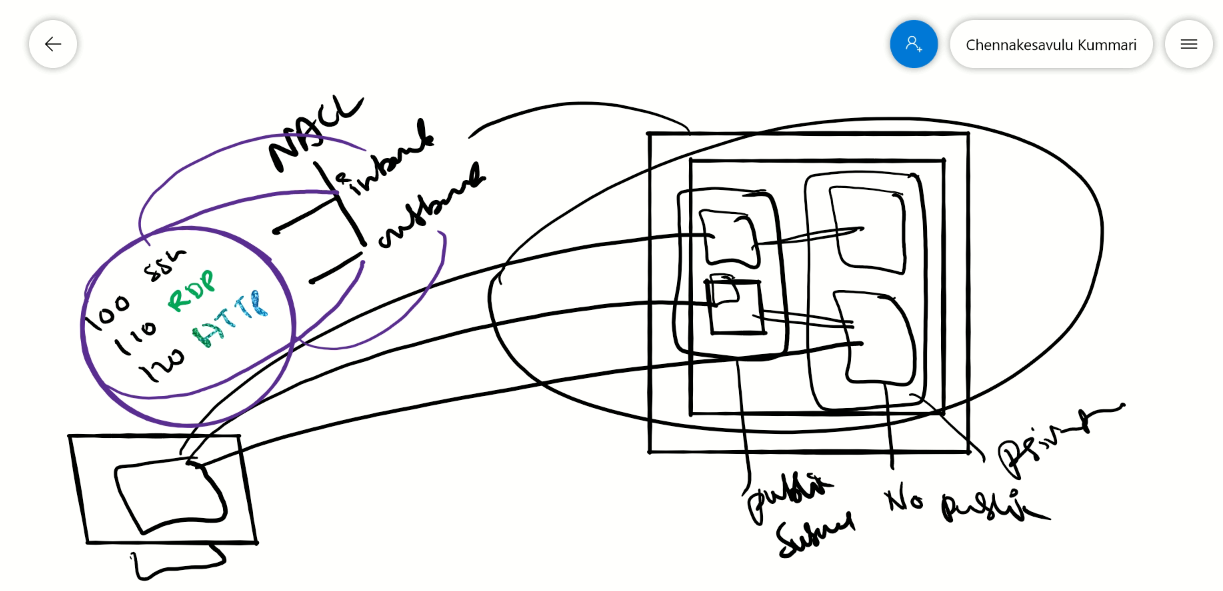 Chennakesavulu Kummari
NACL
inbound
outbound
100 SSH
110 RDP
120 HTTP
public
subnet
No public
private